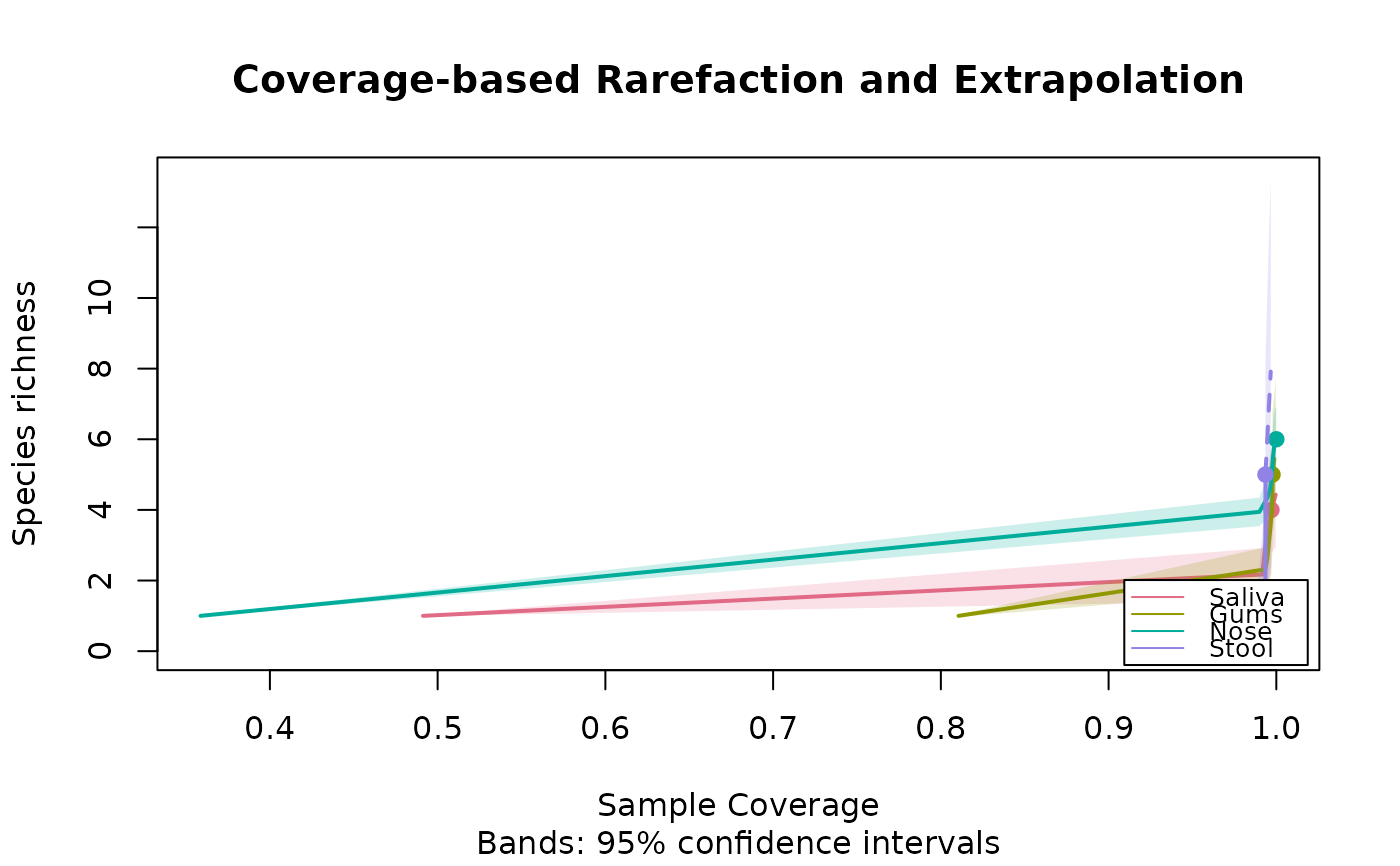 Coverage-based Rarefaction and Extrapolation
Species richness
10
8
6
4
2
0
Saliva
Gums
Nose
Stool
0.4 0.5 0.6 0.7 0.8 0.9 1.0
Sample Coverage
Bands: 95% confidence intervals